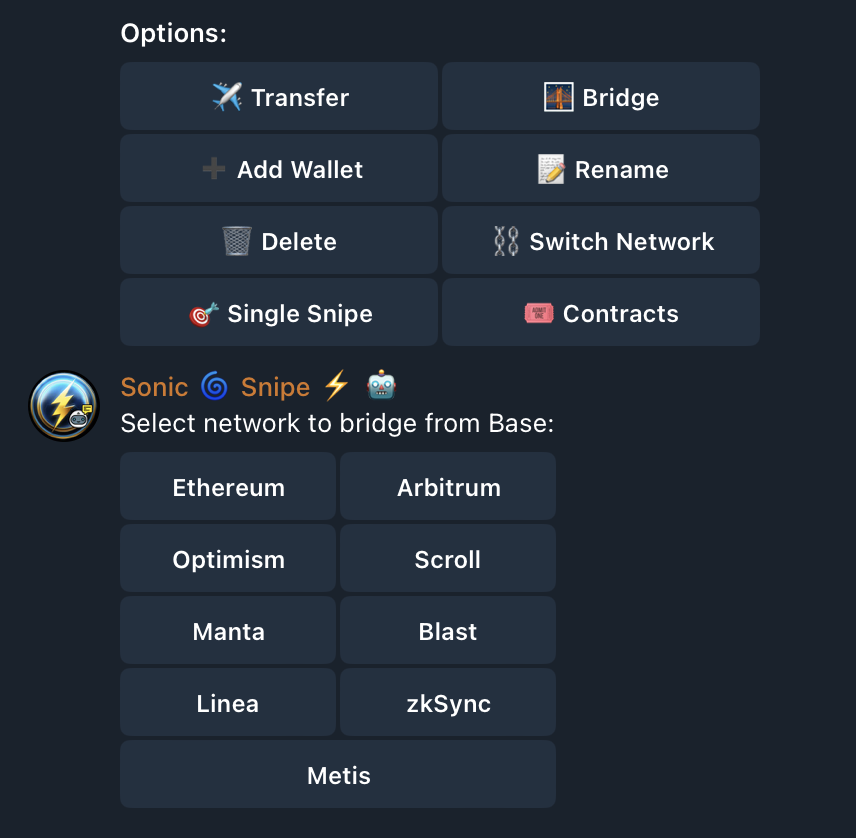 Options:
✈️ Transfer
🌉 Bridge
➕ Add Wallet
📝 Rename
🗑 Delete
⛓ Switch Network
🎯 Single Snipe
🎟 Contracts
Sonic 🌀 Snipe ⚡ 🤖
Select network to bridge from Base:
Ethereum
Arbitrum
Optimism
Scroll
Manta
Blast
Linea
zkSync
Metis